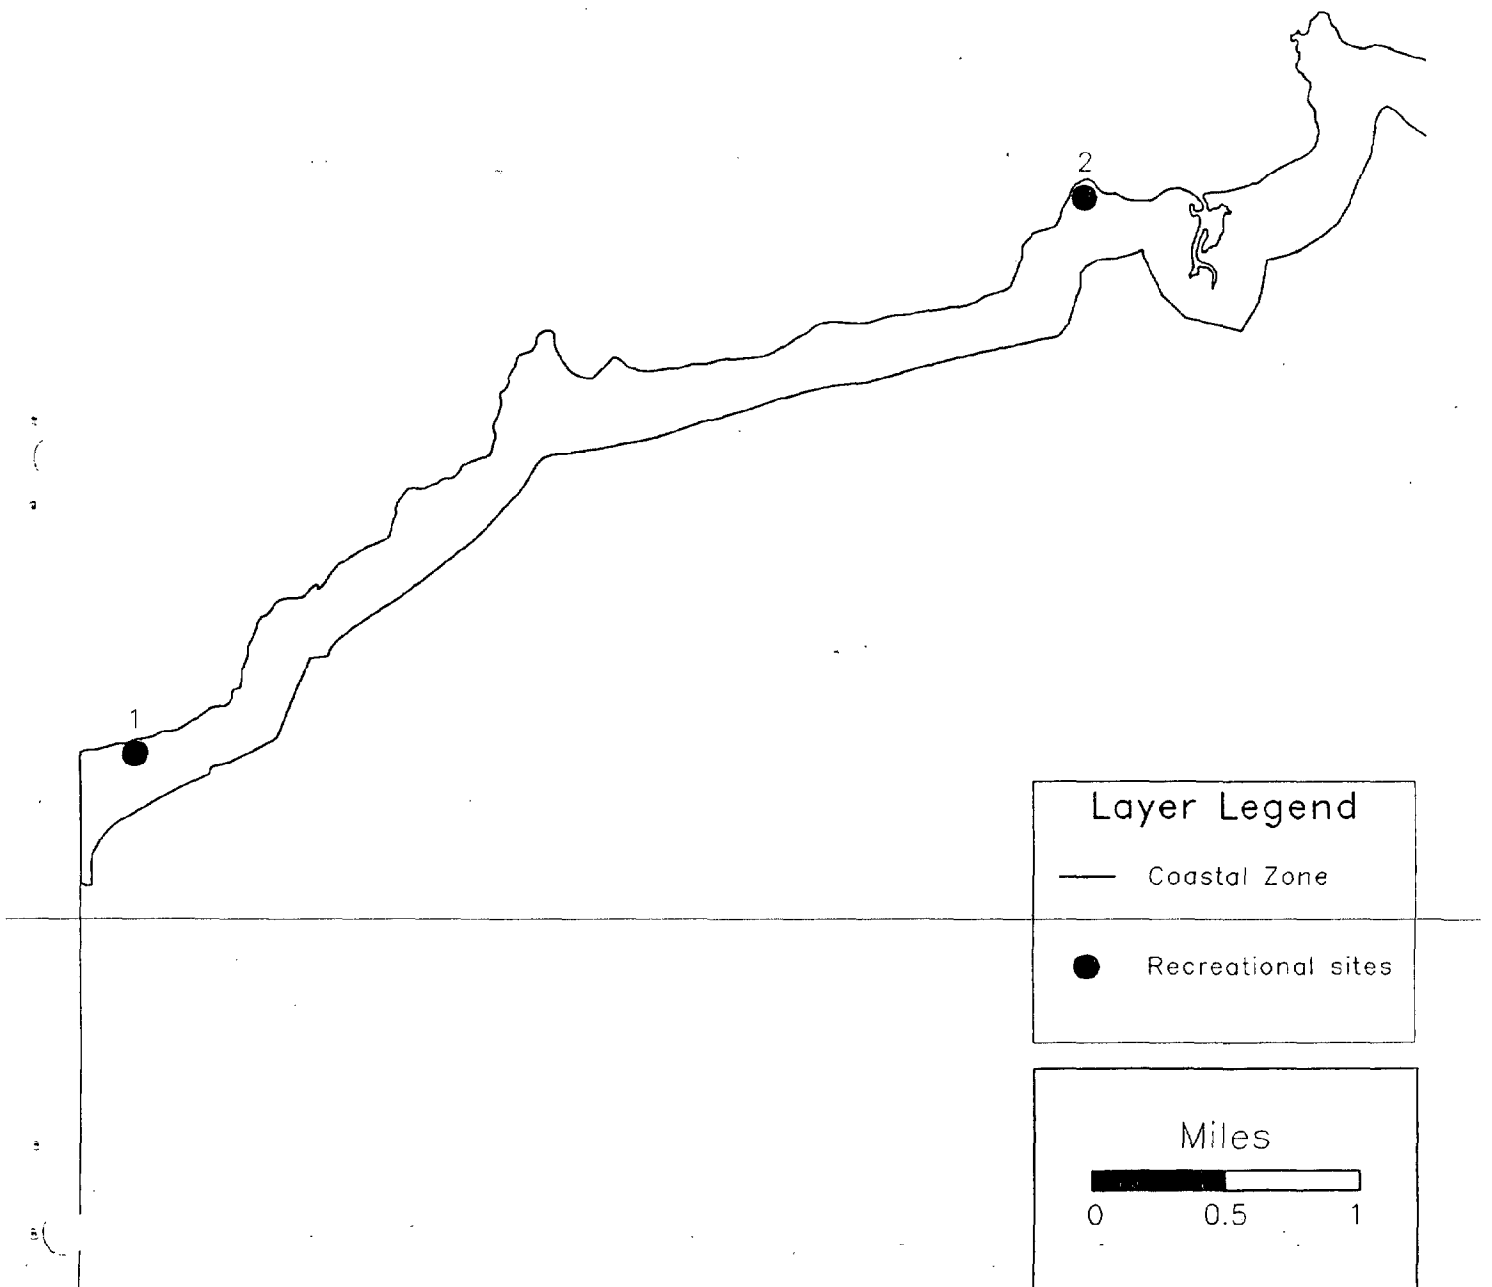 2
1
Layer Legend
Coastal Zone
Recreational sites
Miles
0 0.5 1